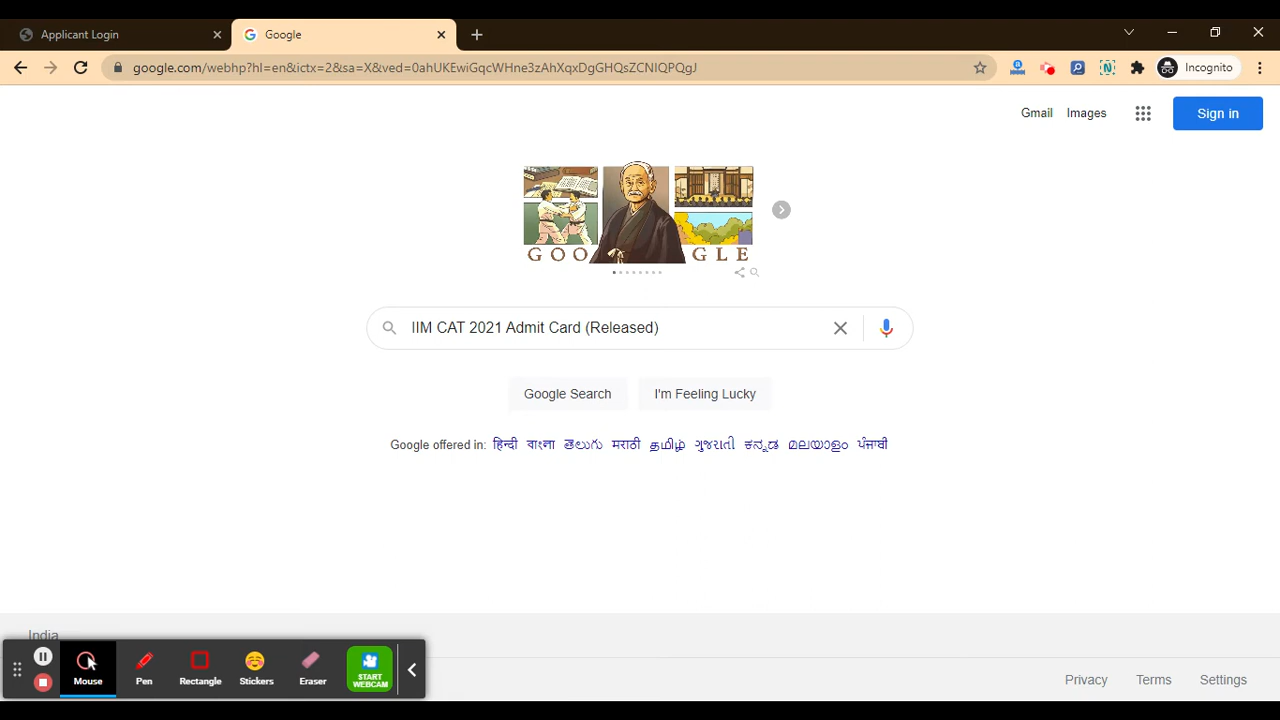 Applicant Login
Google
google.com/webhp?hl=en&ictx=2&sa=X&ved=0ahUKEwiGqcWHne3zAhXqxDgGHQsZCNIQPQgJ
Incognito
Gmail Images
Sign in
GOOGLE
IIM CAT 2021 Admit Card (Released)
Google Search
I'm Feeling Lucky
Google offered in: हिन्दी বাংলা తెలుగు मराठी தமிழ் ગુજરાતી ಕನ್ನಡ മലയാളം ਪੰਜਾਬੀ
India
Mouse Pen Rectangle Stickers Eraser
START
WEBCAM
Privacy Terms Settings